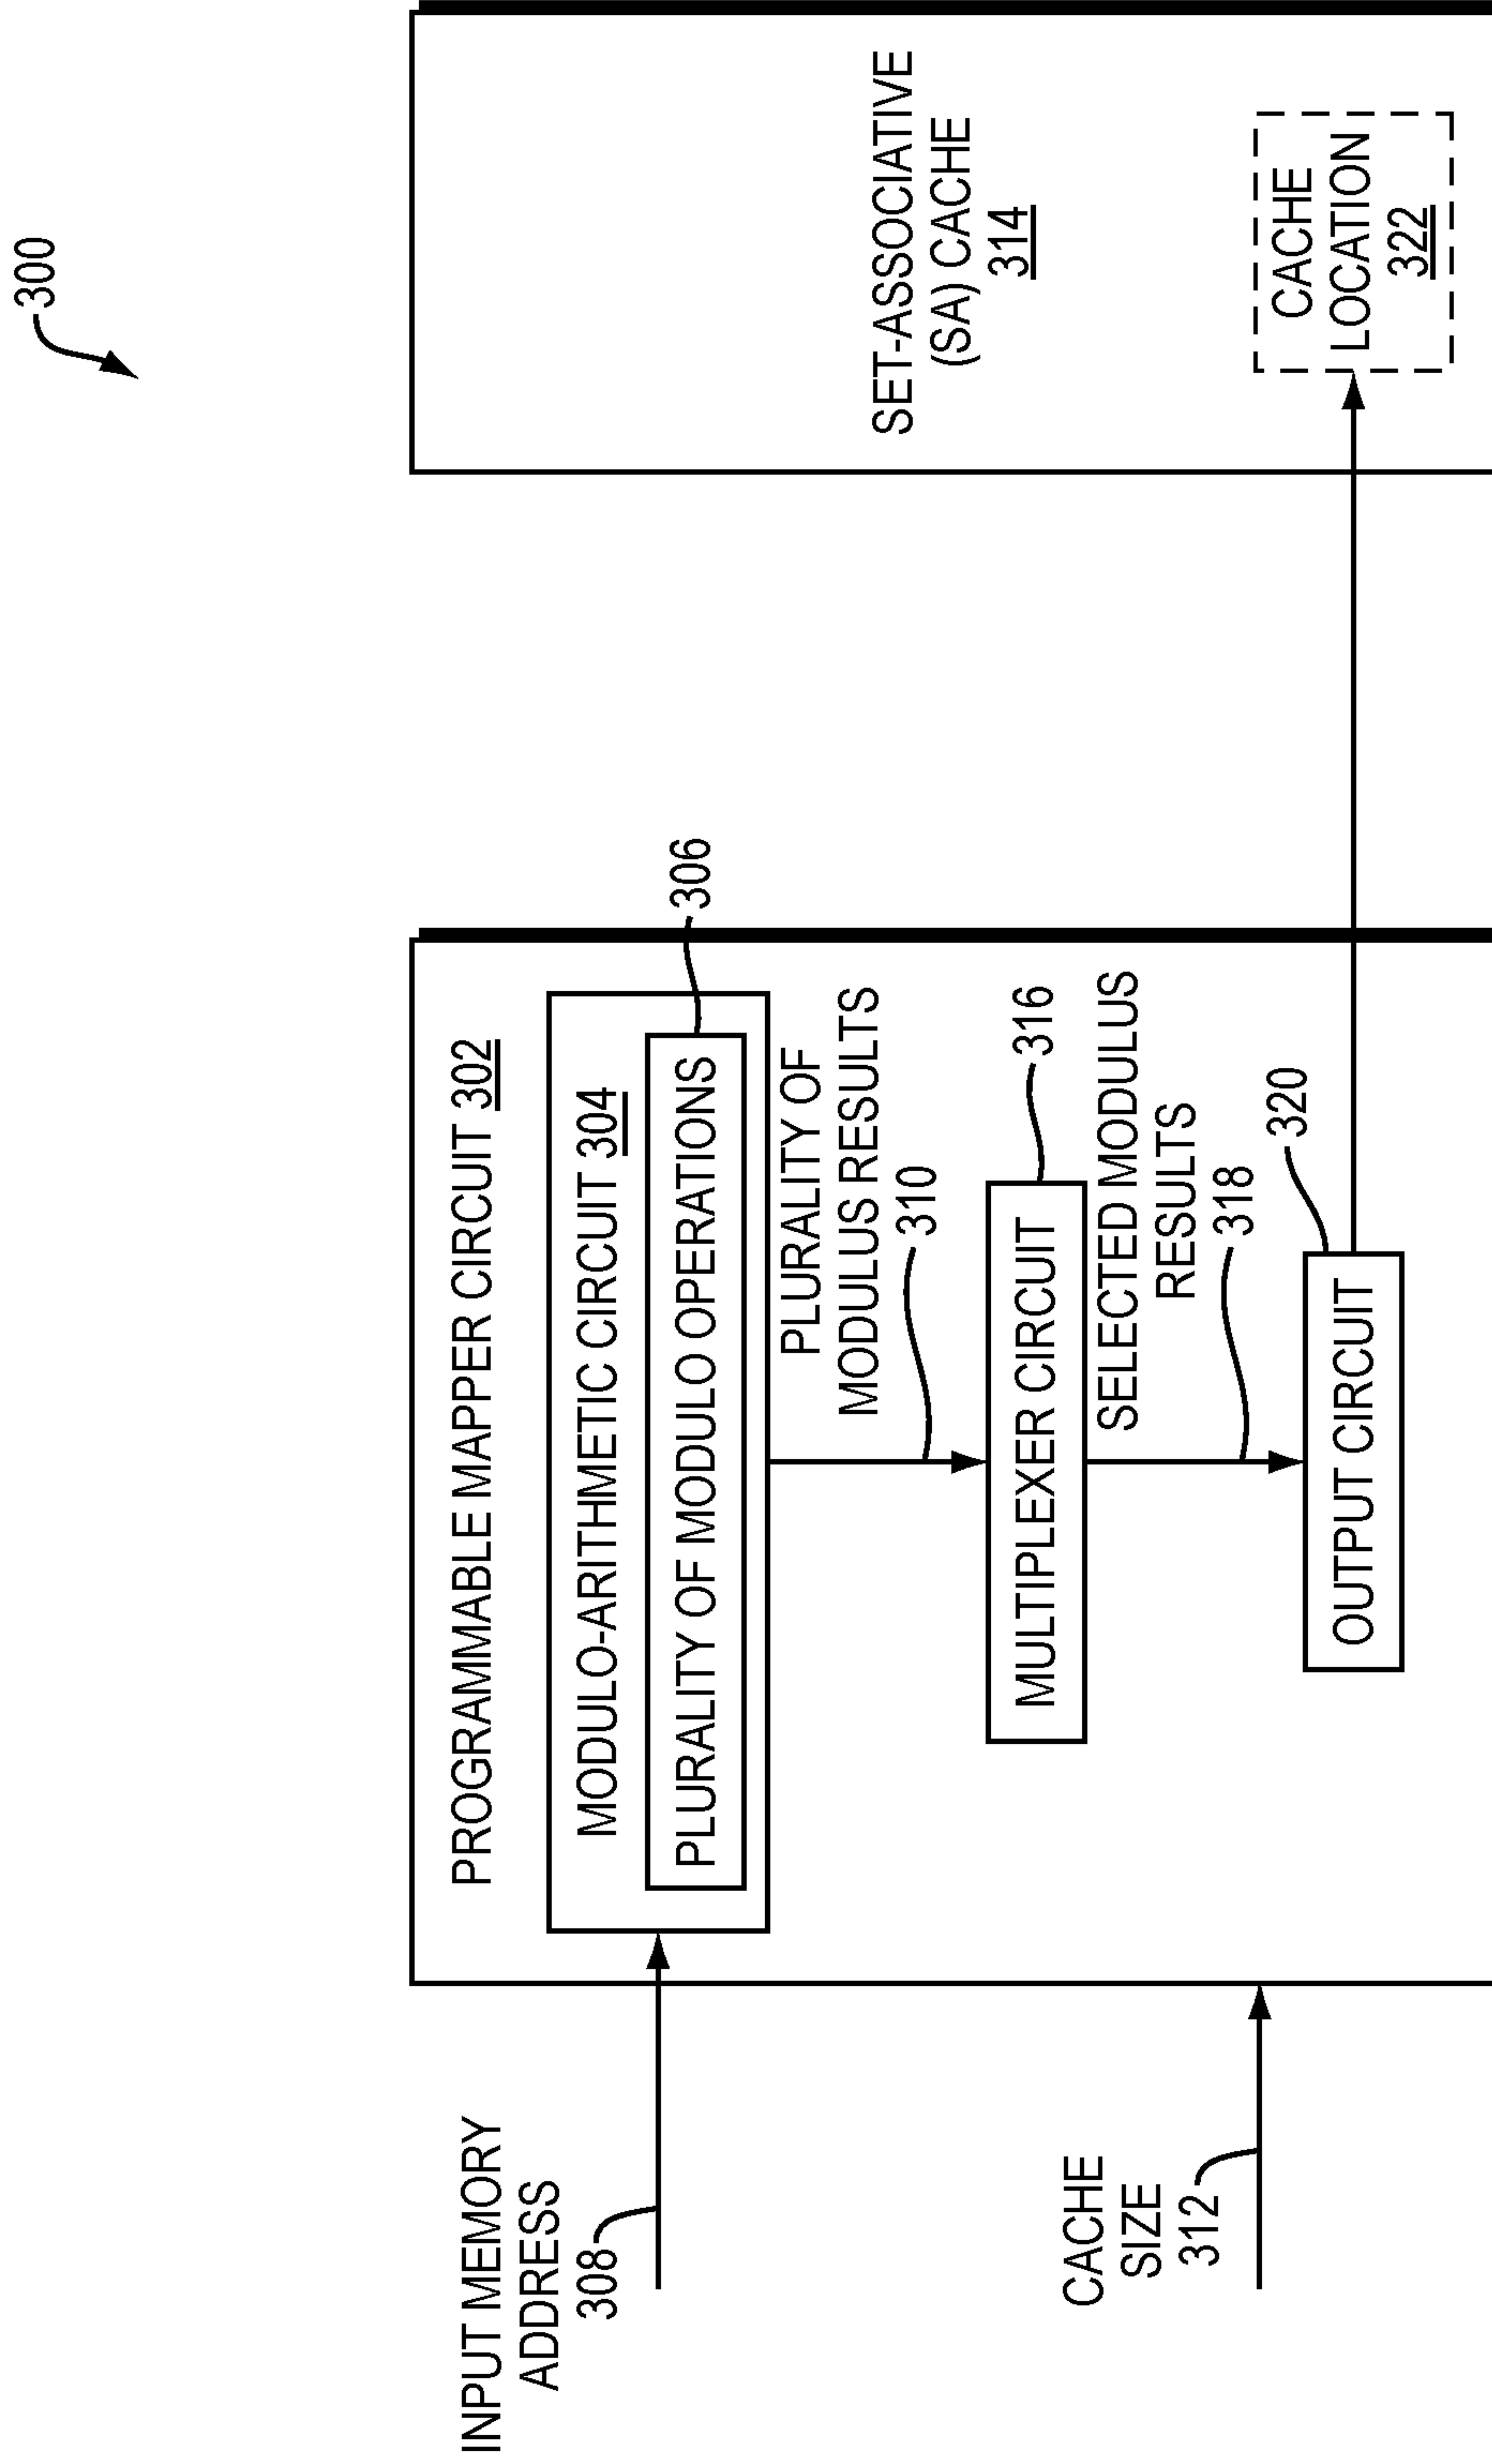 300
PROGRAMMABLE MAPPER CIRCUIT 302
MODULO-ARITHMETIC CIRCUIT 304
PLURALITY OF MODULO OPERATIONS
306
INPUT MEMORY
ADDRESS
308
PLURALITY OF
MODULUS RESULTS
310
MULTIPLEXER CIRCUIT
316
SELECTED MODULUS
RESULTS
318
CACHE
SIZE
312
OUTPUT CIRCUIT
320
SET-ASSOCIATIVE
(SA) CACHE
314
CACHE
LOCATION
322